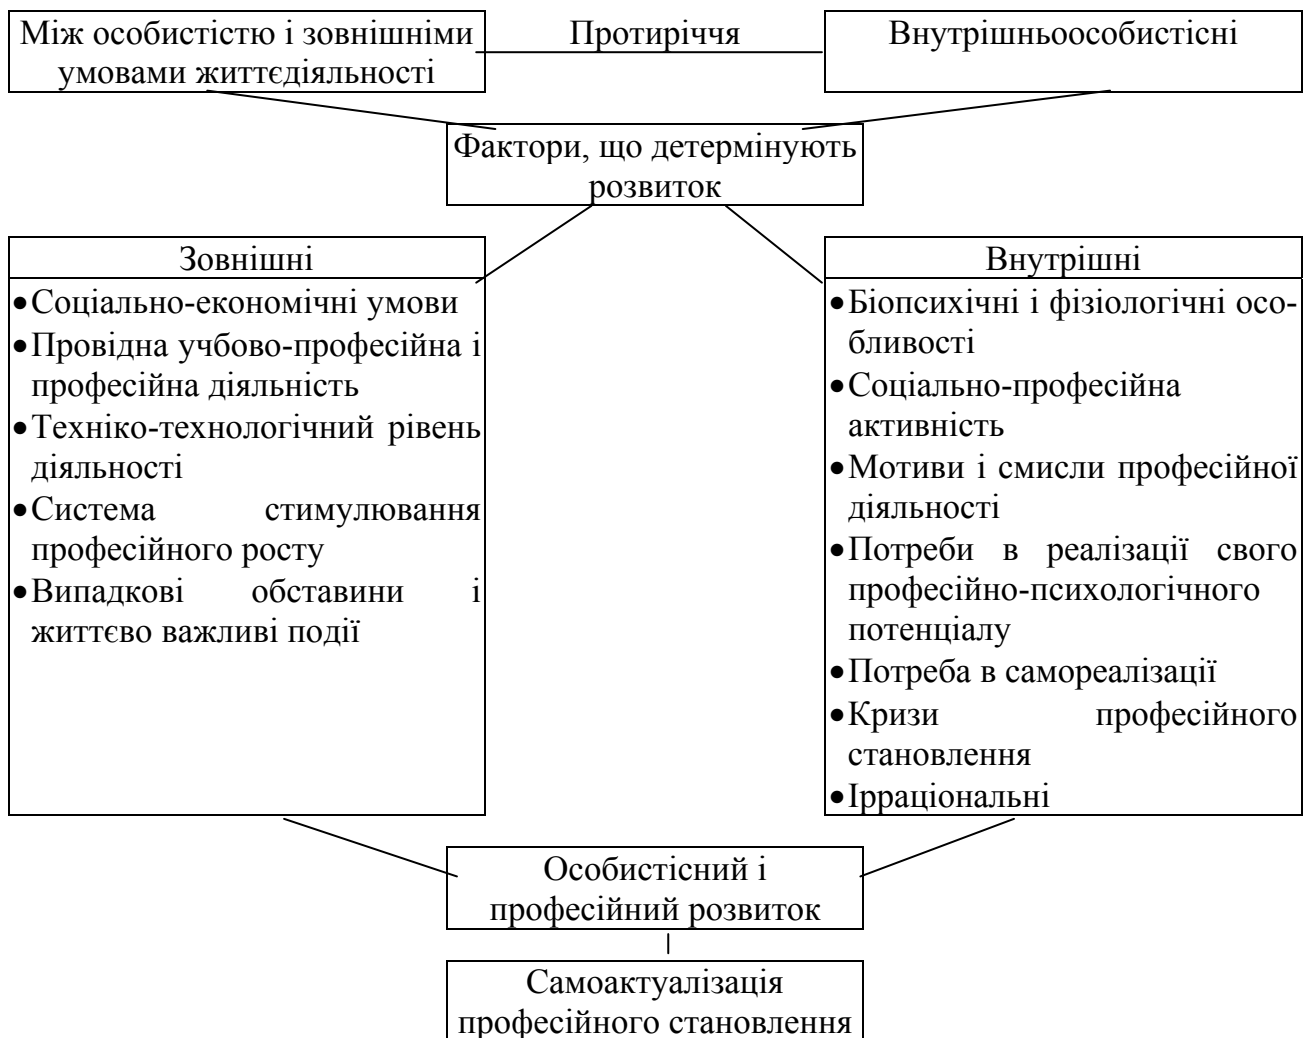 Між особистістю і зовнішніми
умовами життєдіяльності
Протиріччя
Внутрішньоособистісні
Фактори, що детермінують
розвиток
Зовнішні
•Соціально-економічні умови
•Провідна учбово-професійна і
професійна діяльність
•Техніко-технологічний рівень
діяльності
•Система стимулювання
професійного росту
•Випадкові обставини і
життєво важливі події
Внутрішні
•Біопсихічні і фізіологічні осо-
бливості
•Соціально-професійна
активність
•Мотиви і смисли професійної
діяльності
•Потреби в реалізації свого
професійно-психологічного
потенціалу
•Потреба в самореалізації
•Кризи професійного
становлення
•Ірраціональні
Особистісний і
професійний розвиток
Самоактуалізація
професійного становлення